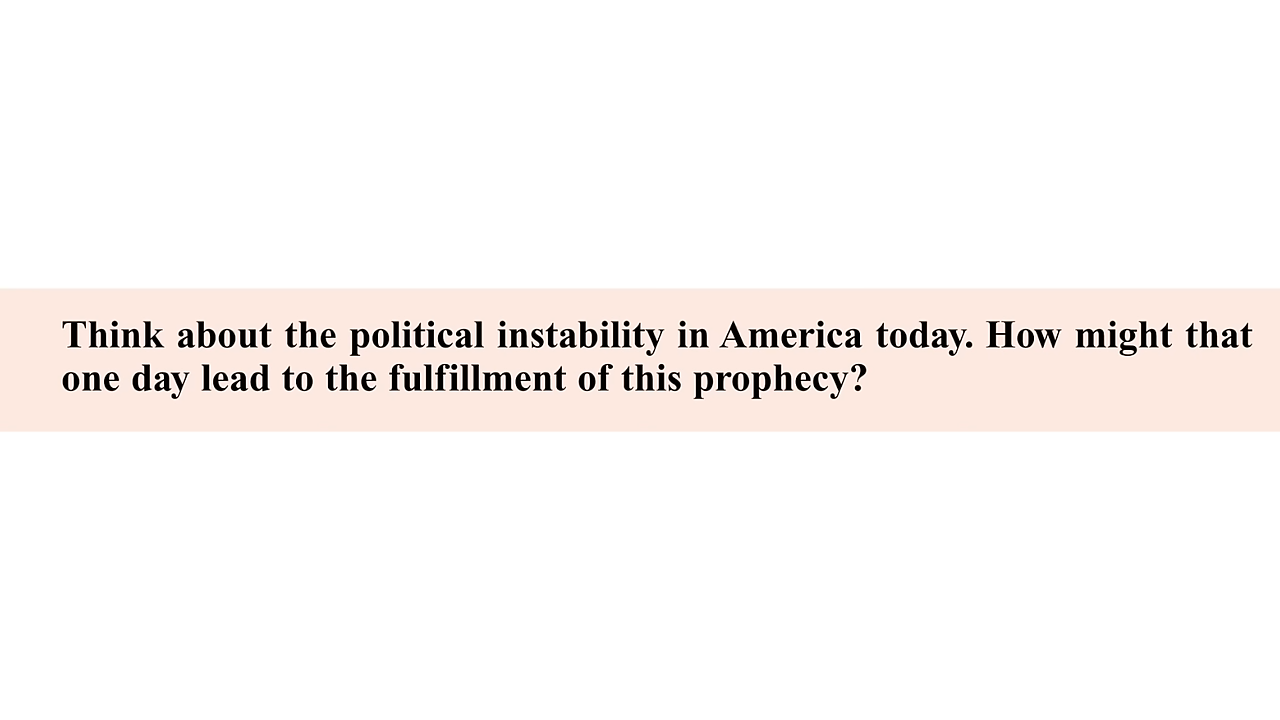 Think about the political instability in America today. How might that
one day lead to the fulfillment of this prophecy?